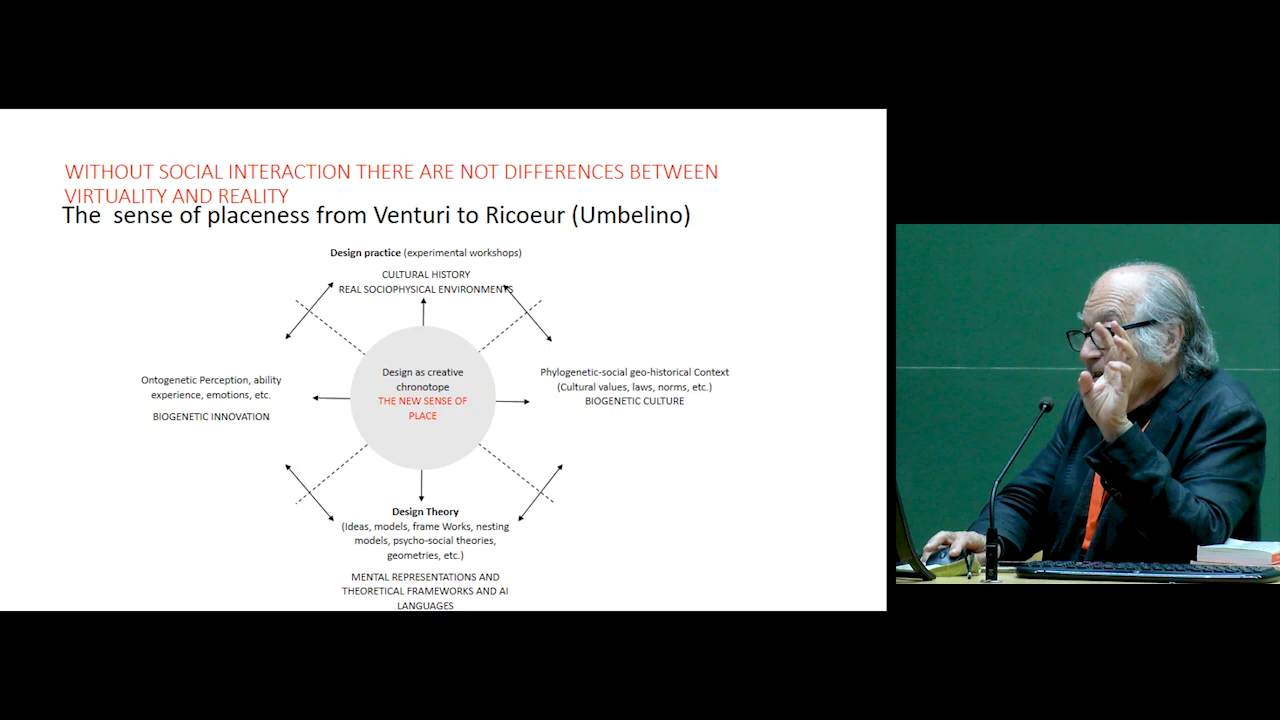 WITHOUT SOCIAL INTERACTION THERE ARE NOT DIFFERENCES BETWEEN
VIRTUALITY AND REALITY
The sense of placeness from Venturi to Ricoeur (Umbelino)
Design practice (experimental workshops)
CULTURAL HISTORY
REAL SOCIOPHYSICAL ENVIRONMENTS
Ontogenetic Perception, ability
experience, emotions, etc.
BIOGENETIC INNOVATION
Design as creative
chronotope
THE NEW SENSE OF
PLACE
Phylogenetic-social geo-historical Context
(Cultural values, laws, norms, etc.)
BIOGENETIC CULTURE
Design Theory
(Ideas, models, frame Works, nesting
models, psycho-social theories,
geometries, etc.)
MENTAL REPRESENTATIONS AND
THEORETICAL FRAMEWORKS AND AI
LANGUAGES